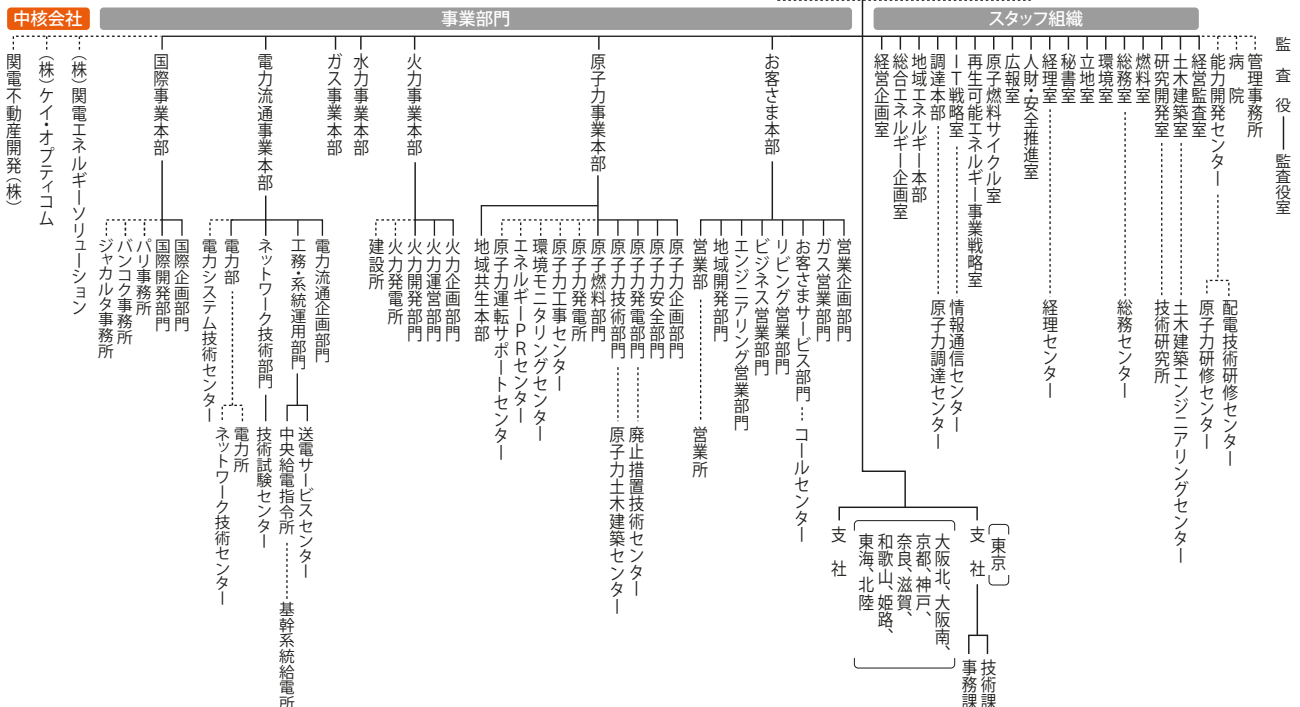 中核会社
事業部門
スタッフ組織
関電不動産開発(株)
(株)ケイ・オプティコム
(株)関電エネルギーソリューション
国際事業本部
電力流通事業本部
ガス事業本部
水力事業本部
火力事業本部
原子力事業本部
お客さま本部
経営企画室
総合エネルギー企画室
地域エネルギー本部
調達本部
IT戦略室
再生可能エネルギー事業戦略室
原子燃料サイクル室
広報室
人財・安全推進室
経理室
秘書室
立地室
環境室
総務室
燃料室
研究開発室
土木建築室
経営監査室
能力開発センター
病院
管理事務所
監査役
監査役室
ジャカルタ事務所
バンコク事務所
パリ事務所
国際開発部門
国際企画部門
電力システム技術センター
電力部
ネットワーク技術部門
工務・系統運用部門
電力流通企画部門
建設所
火力発電所
火力開発部門
火力運営部門
火力企画部門
地域共生本部
原子力運転サポートセンター
エネルギーPRセンター
環境モニタリングセンター
原子力工事センター
原子力発電所
原子燃料部門
原子力技術部門
原子力発電部門
原子力安全部門
原子力企画部門
営業部
地域開発部門
エンジニアリング営業部門
ビジネス営業部門
リビング営業部門
お客さまサービス部門
ガス営業部門
営業企画部門
原子力調達センター
情報通信センター
経理センター
総務センター
技術研究所
土木建築エンジニアリングセンター
原子力研修センター
配電技術研修センター
ネットワーク技術センター
電力所
技術試験センター
中央給電指令所
送電サービスセンター
基幹系統給電所
原子力土木建築センター
廃止措置技術センター
営業所
コールセンター
支社
大阪北、大阪南、
京都、神戸、
奈良、滋賀、
和歌山、姫路、
東海、北陸
支社
東京
事務課
技術課